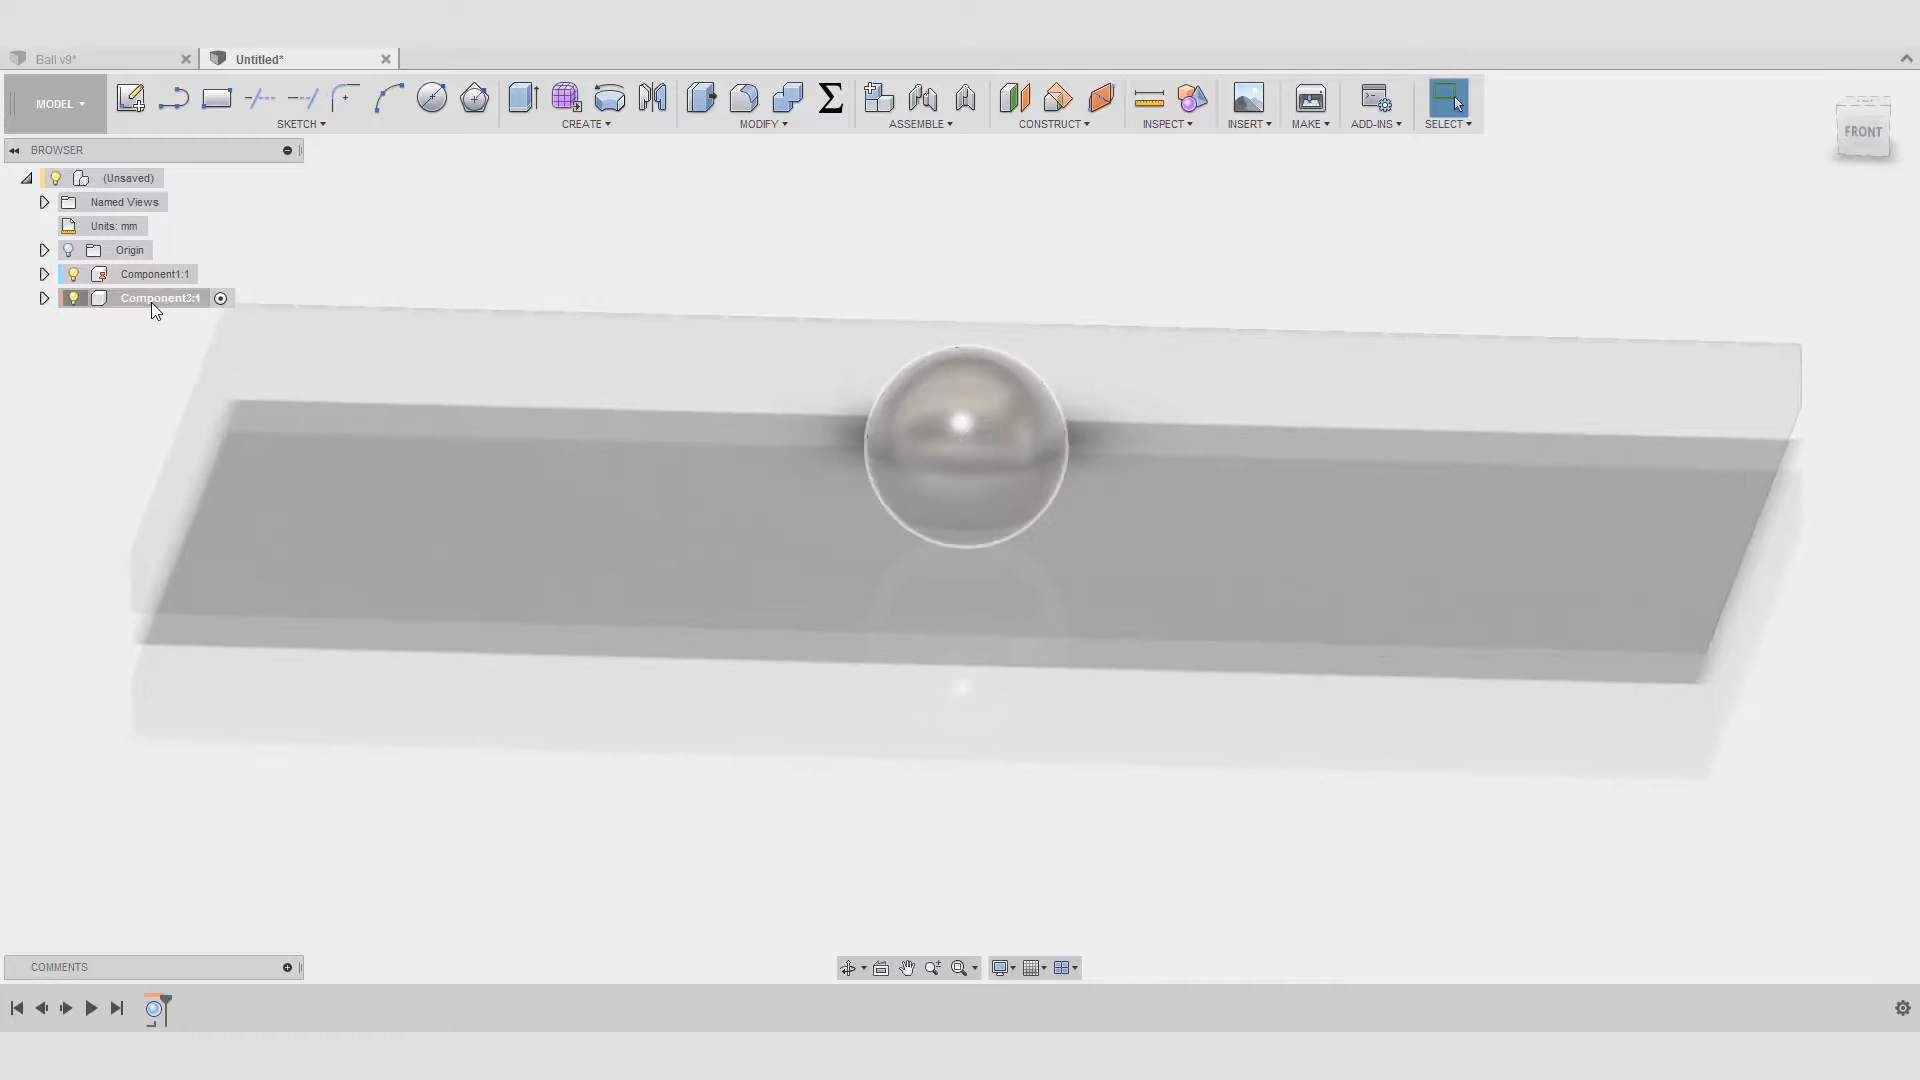 Ball v9*
Untitled*
MODEL
SKETCH
CREATE
MODIFY
ASSEMBLE
CONSTRUCT
INSPECT
INSERT
MAKE
ADD-INS
SELECT
FRONT
BROWSER
(Unsaved)
Named Views
Units: mm
Origin
Component1:1
Component3:1
COMMENTS